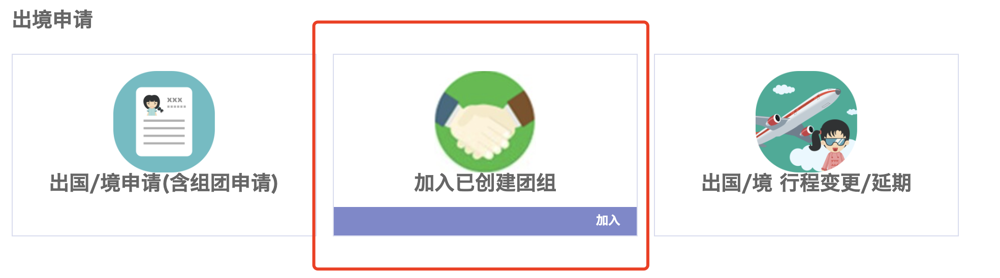 出境申请
xxx
出国/境申请(含组团申请)
加入已创建团组
加入
出国/境 行程变更/延期